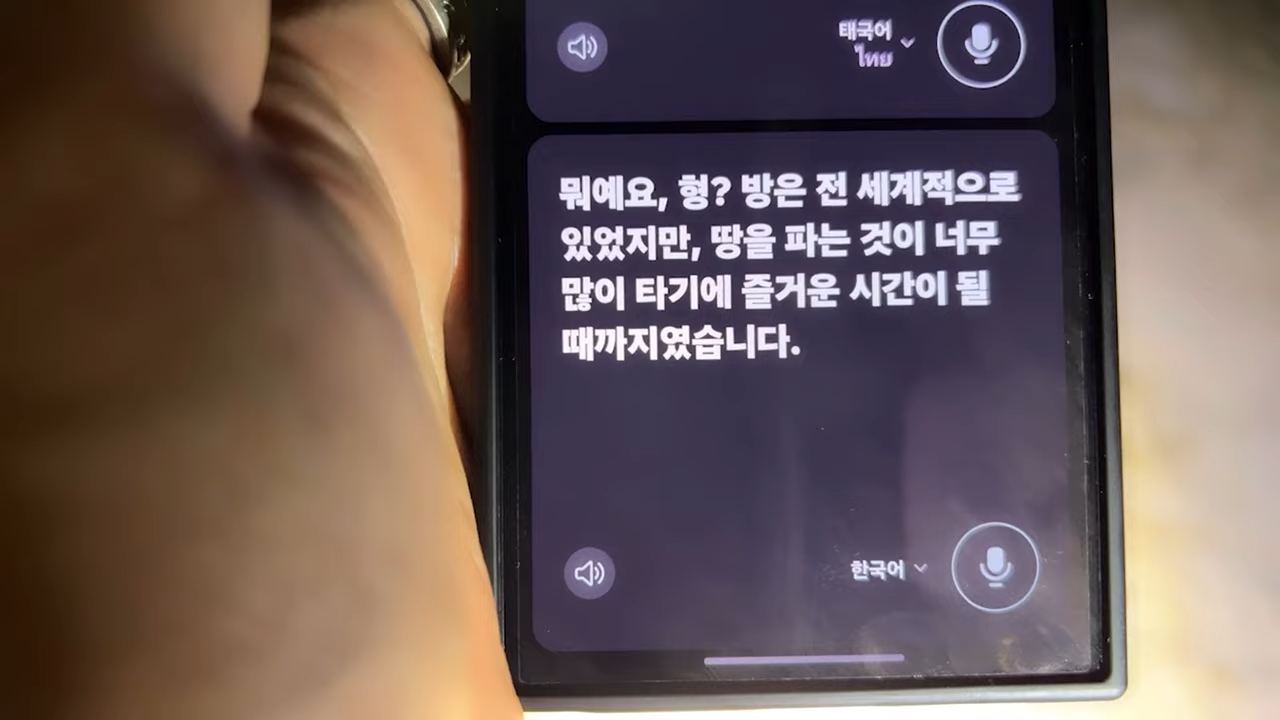 태국어
ไทย
뭐예요, 형? 방은 전 세계적으로
있었지만, 땅을 파는 것이 너무
많이 타기에 즐거운 시간이 될
때까지였습니다.
한국어